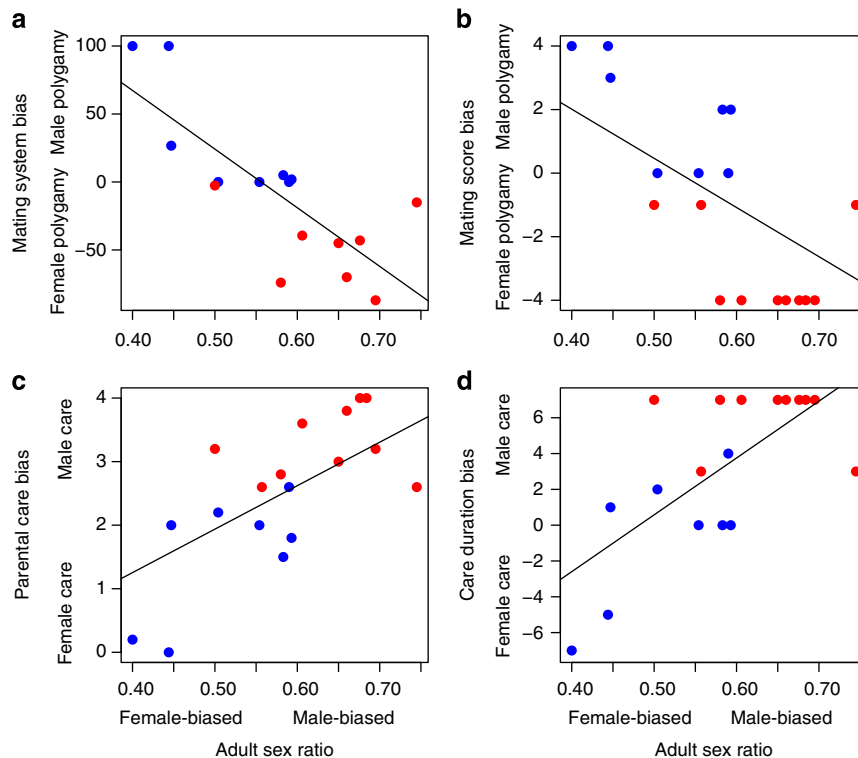 a
Mating system bias
Female polygamy Male polygamy
100
50
0
−50
0.40 0.50 0.60 0.70
b
Mating score bias
Female polygamy Male polygamy
4
2
0
−2
−4
0.40 0.50 0.60 0.70
c
Parental care bias
Female care Male care
4
3
2
1
0
0.40 0.50 0.60 0.70
Female-biased Male-biased
Adult sex ratio
d
Care duration bias
Female care Male care
6
4
2
0
−2
−4
−6
0.40 0.50 0.60 0.70
Female-biased Male-biased
Adult sex ratio